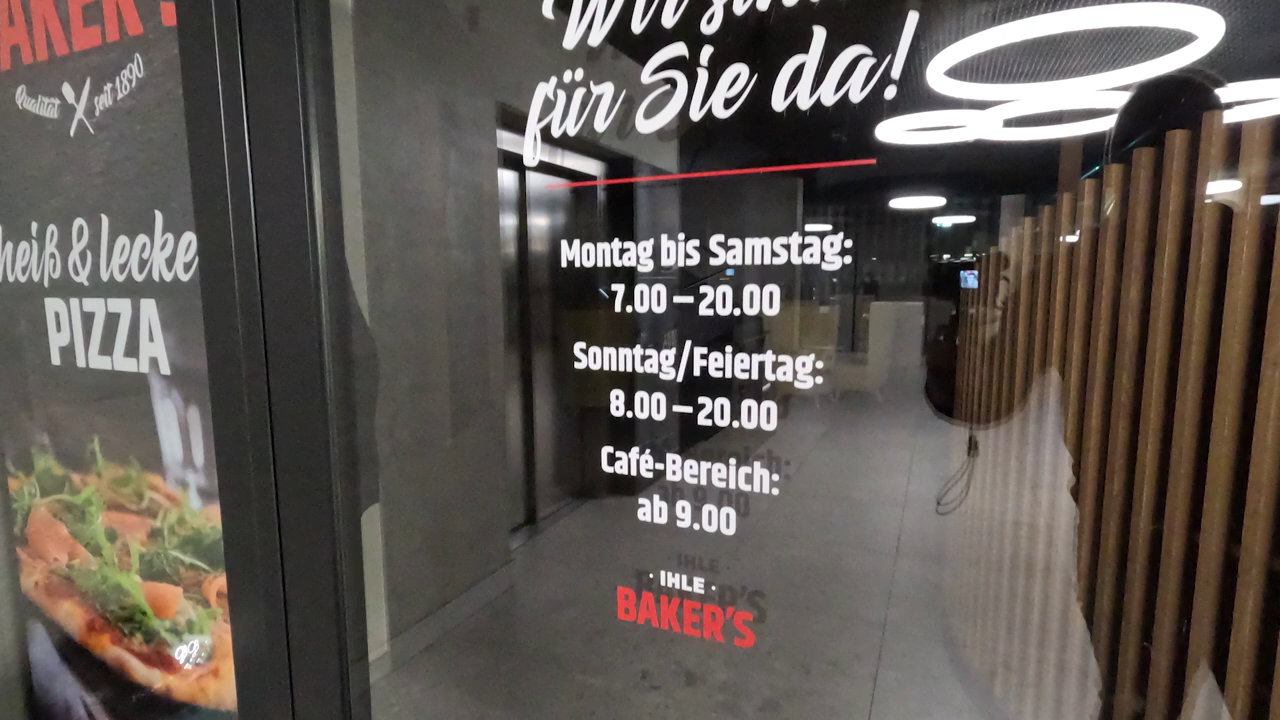 BAKER'S
Qualität seit 1890
heiß & lecke
PIZZA
Wir sind
für Sie da!
Montag bis Samstag:
7.00 – 20.00
Sonntag/Feiertag:
8.00 – 20.00
Café-Bereich:
ab 9.00
· IHLE ·
BAKER'S